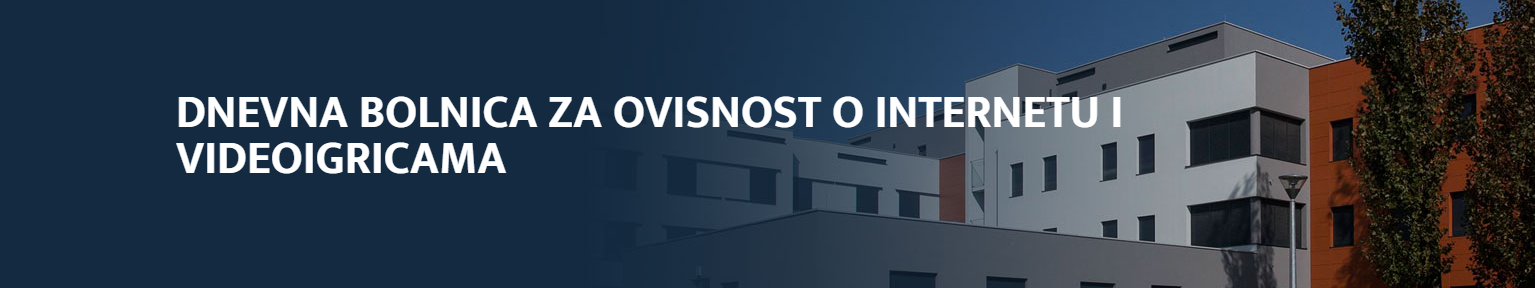 DNEVNA BOLNICA ZA OVISNOST O INTERNETU I
VIDEOIGRICAMA